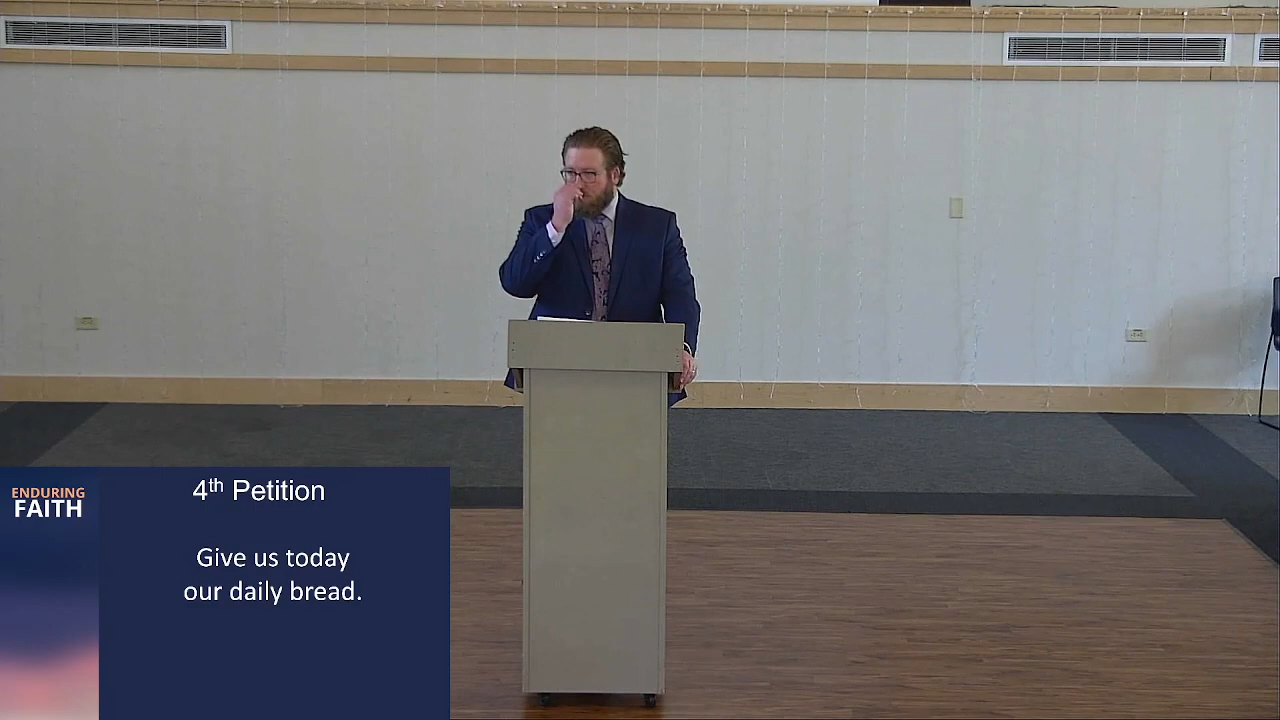 ENDURING
FAITH
4th Petition
Give us today
our daily bread.